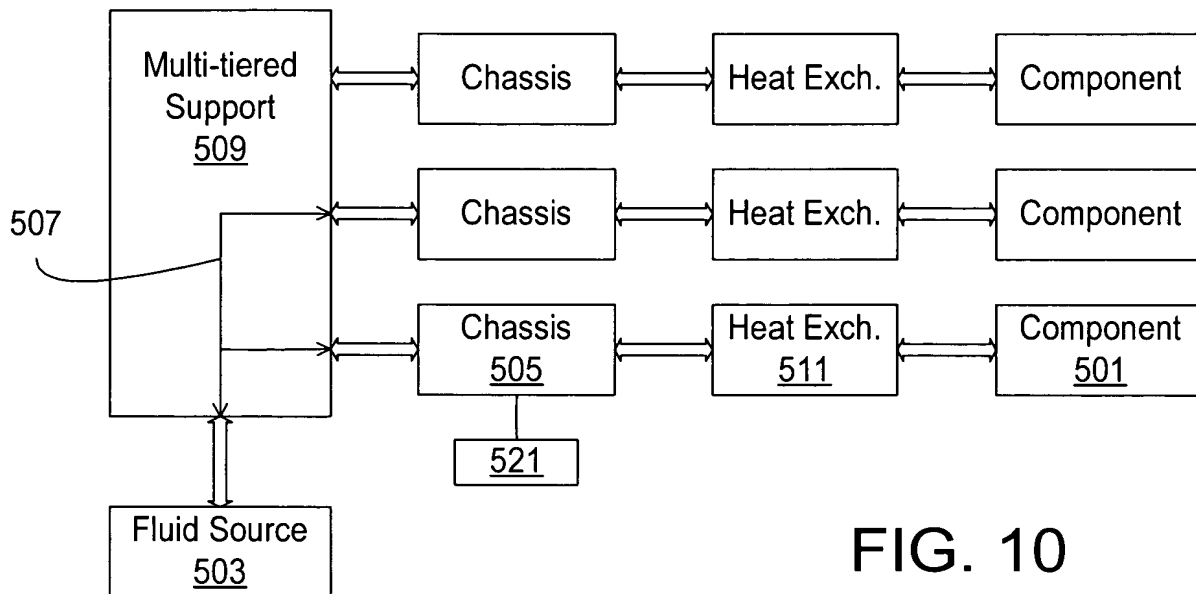 Multi-tiered
Support
509
Chassis
Heat Exch.
Component
507
Chassis
Heat Exch.
Component
Chassis
505
Heat Exch.
511
Component
501
521
Fluid Source
503
FIG. 10